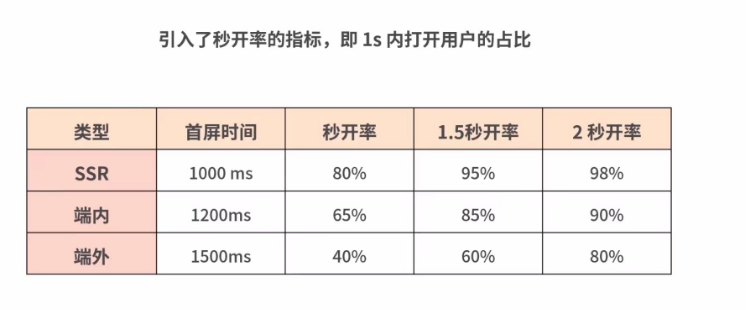 引入了秒开率的指标，即 1s 内打开用户的占比
类型 首屏时间 秒开率 1.5秒开率 2 秒开率
SSR 1000 ms 80% 95% 98%
端内 1200ms 65% 85% 90%
端外 1500ms 40% 60% 80%